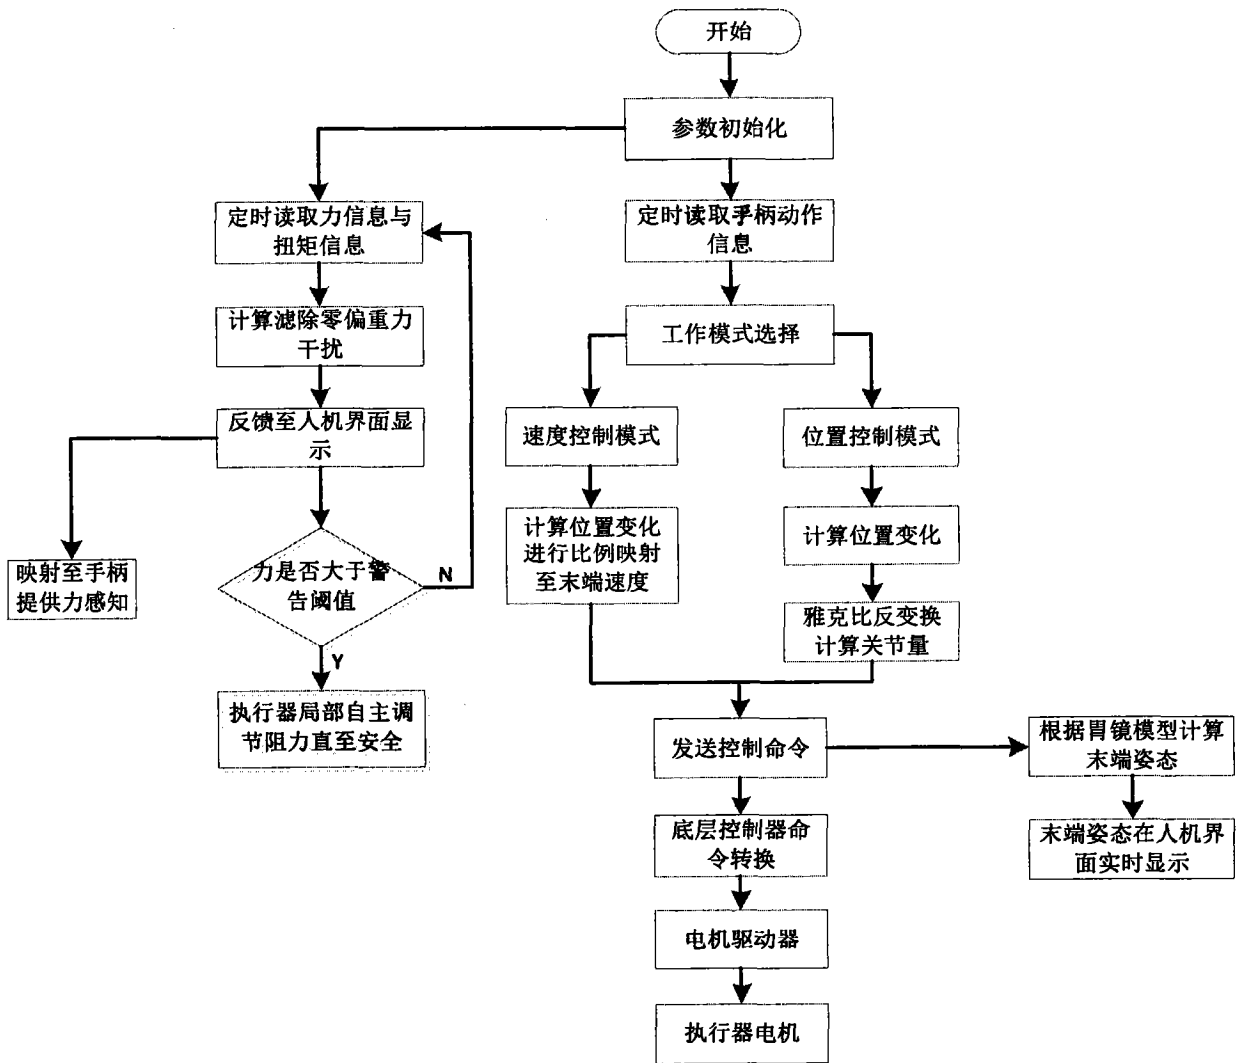 开始
参数初始化
定时读取力信息与
扭矩信息
定时读取手柄动作
信息
计算滤除零偏重力
干扰
工作模式选择
反馈至人机界面显
示
速度控制模式
位置控制模式
映射至手柄
提供力感知
力是否大于警
告阈值
N
Y
计算位置变化
进行比例映射
至末端速度
计算位置变化
雅克比反变换
计算关节量
执行器局部自主调
节阻力直至安全
发送控制命令
根据胃镜模型计算
末端姿态
底层控制器命
令转换
末端姿态在人机界
面实时显示
电机驱动器
执行器电机